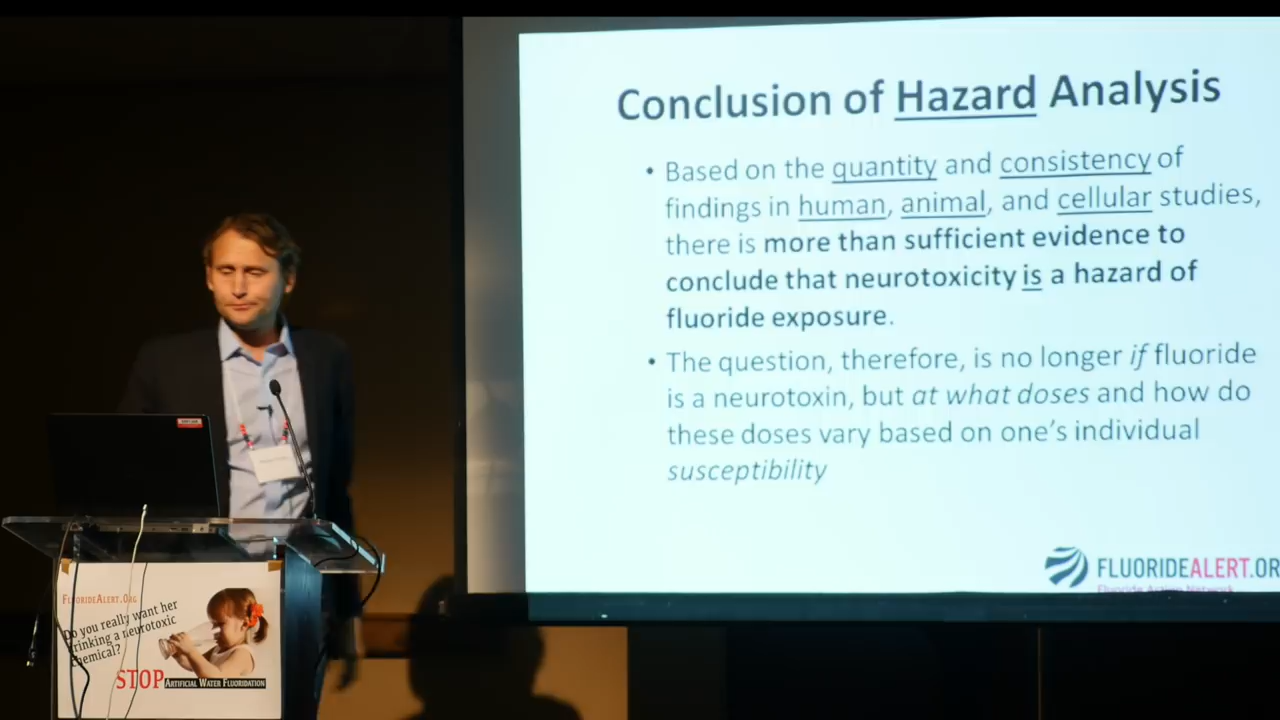 Conclusion of Hazard Analysis
• Based on the quantity and consistency of
findings in human, animal, and cellular studies,
there is more than sufficient evidence to
conclude that neurotoxicity is a hazard of
fluoride exposure.
• The question, therefore, is no longer if fluoride
is a neurotoxin, but at what doses and how do
these doses vary based on one's individual
susceptibility
FLUORIDEALERT.OR
Fluoride Action Network
FLUORIDEALERT.ORG
Do you really want her
drinking a neurotoxic
chemical?
STOP ARTIFICIAL WATER FLUORIDATION